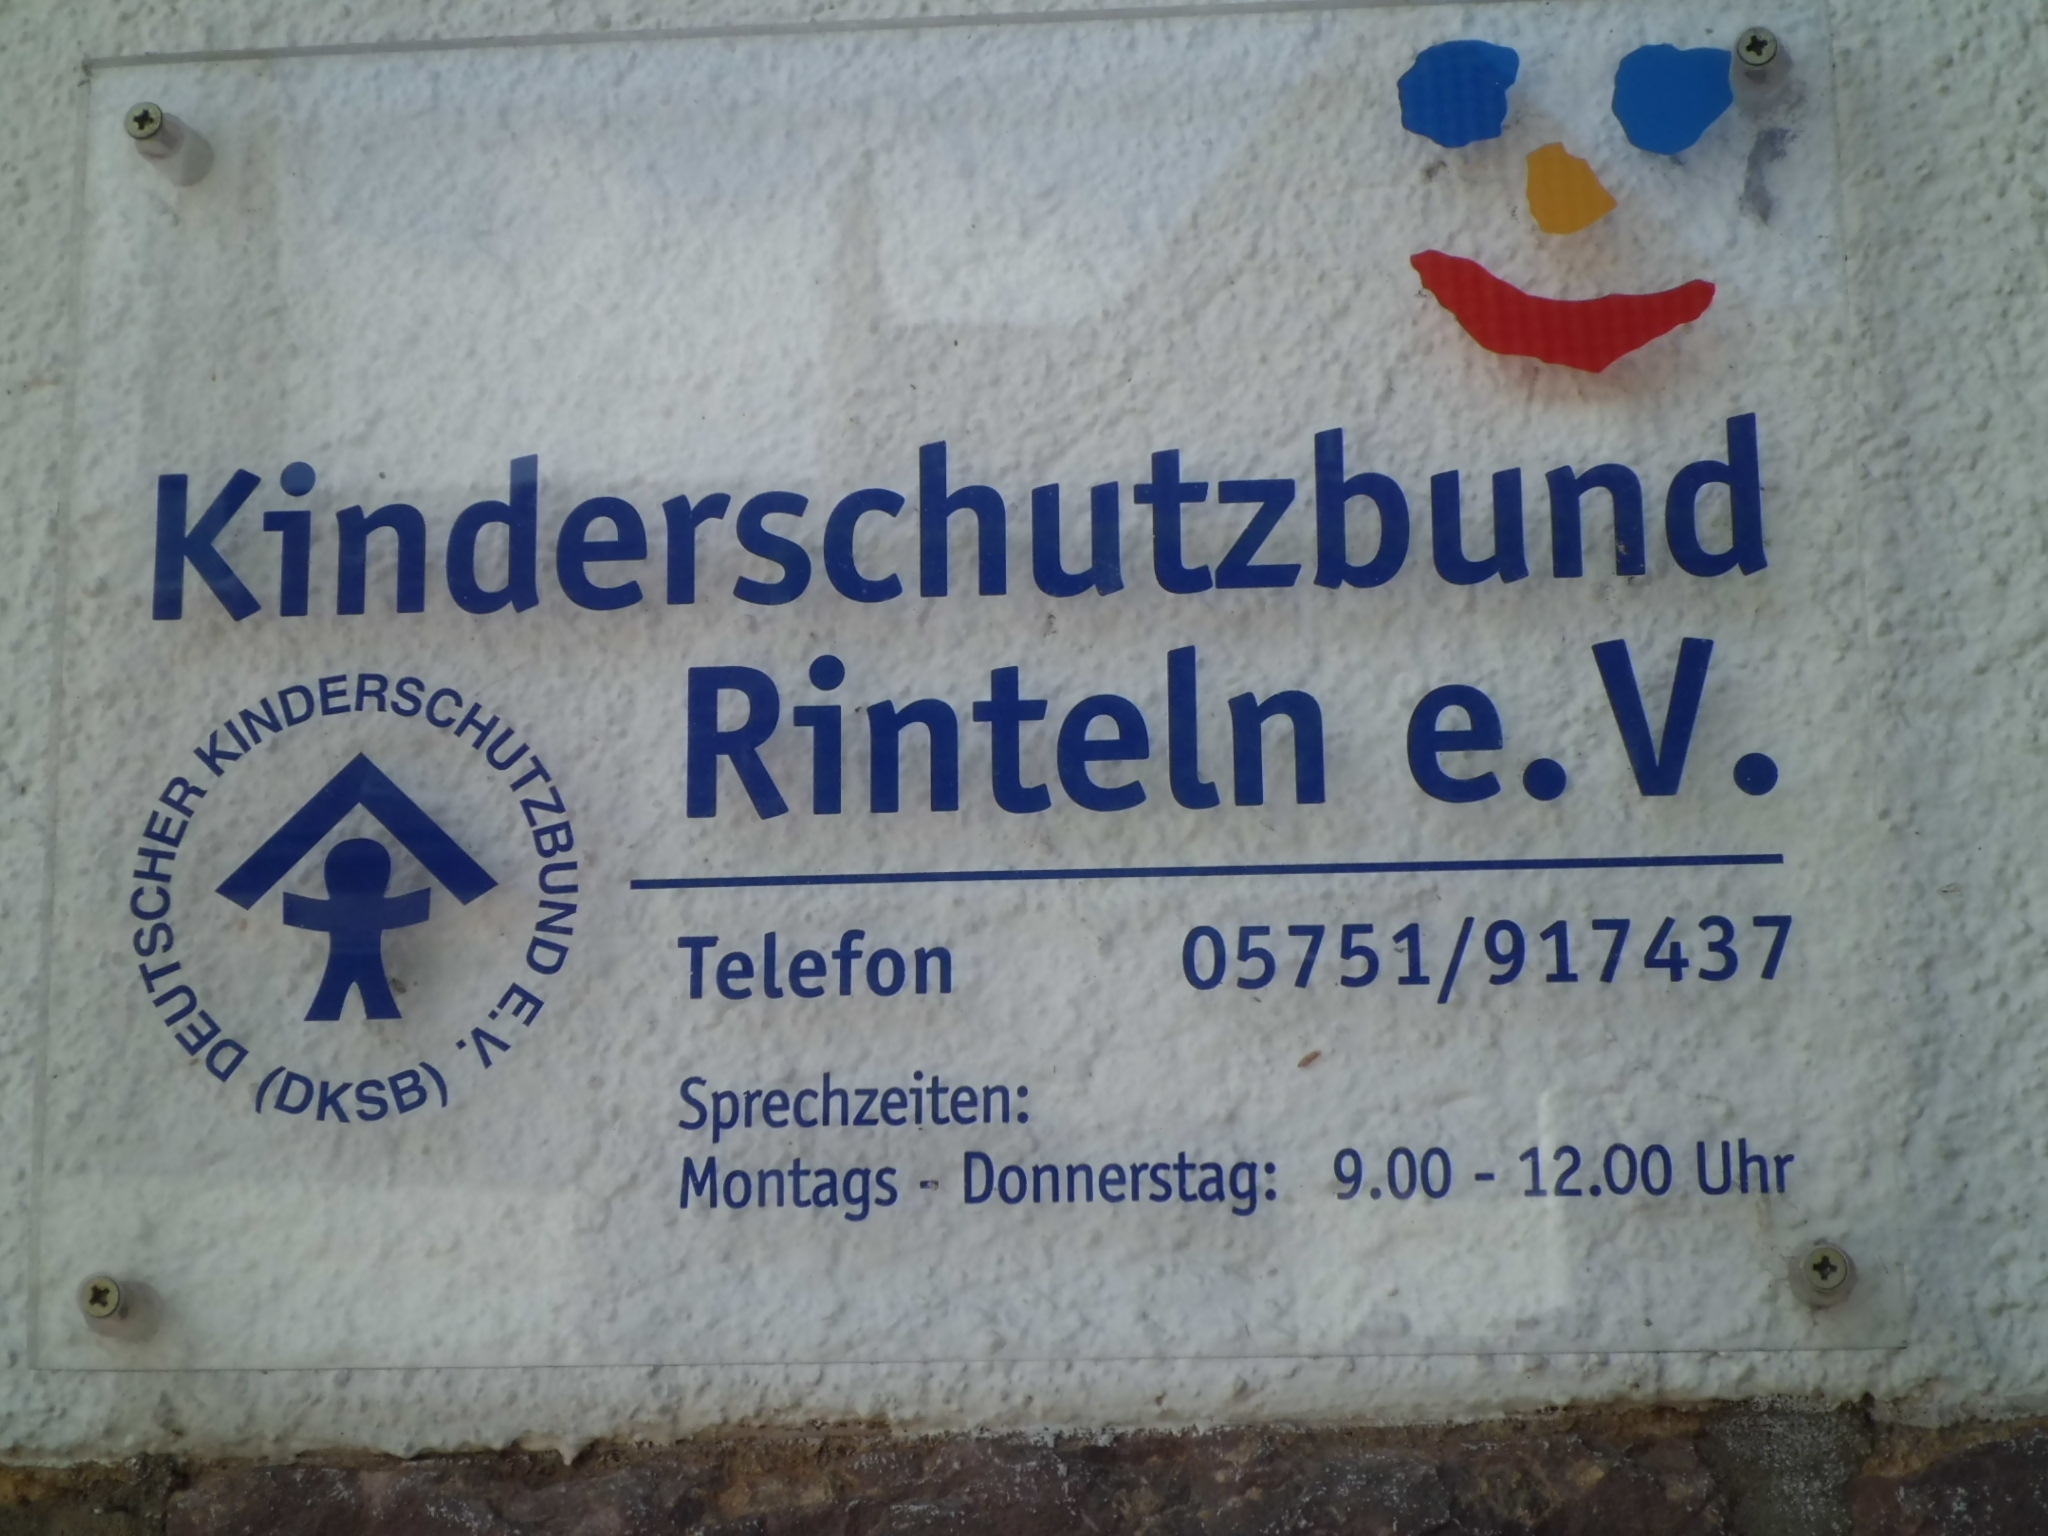 Kinderschutzbund
Rinteln e.V.
DEUTSCHER KINDERSCHUTZBUND E.V. (DKSB)
Telefon 05751/917437
Sprechzeiten:
Montags - Donnerstag: 9.00 - 12.00 Uhr